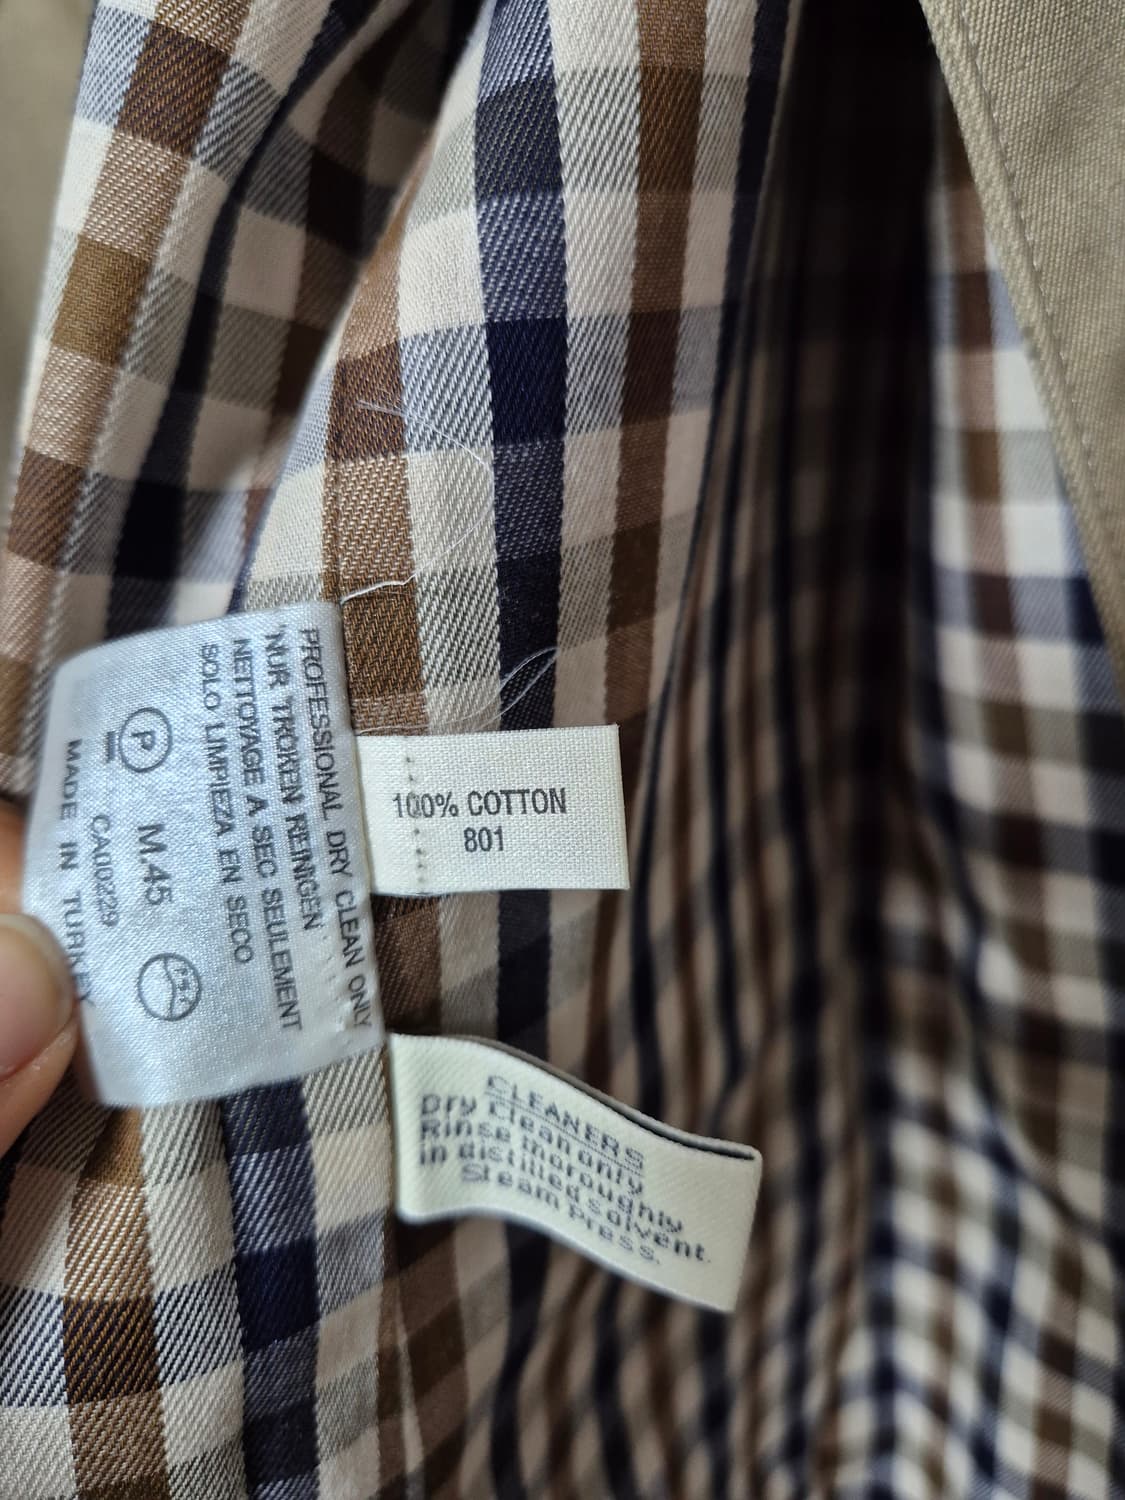 PROFESSIONAL DRY CLEAN ONLY
NUR TROKEN REINIGEN
NETTOYAGE A SEC SEULEMENT
SOLO LIMPIEZA EN SECO
P M.45
CA00229
MADE IN TURKEY
100% COTTON
801
CLEANERS
Dry clean only
Rinse thoroughly
in distilled solvent.
Steam Press.